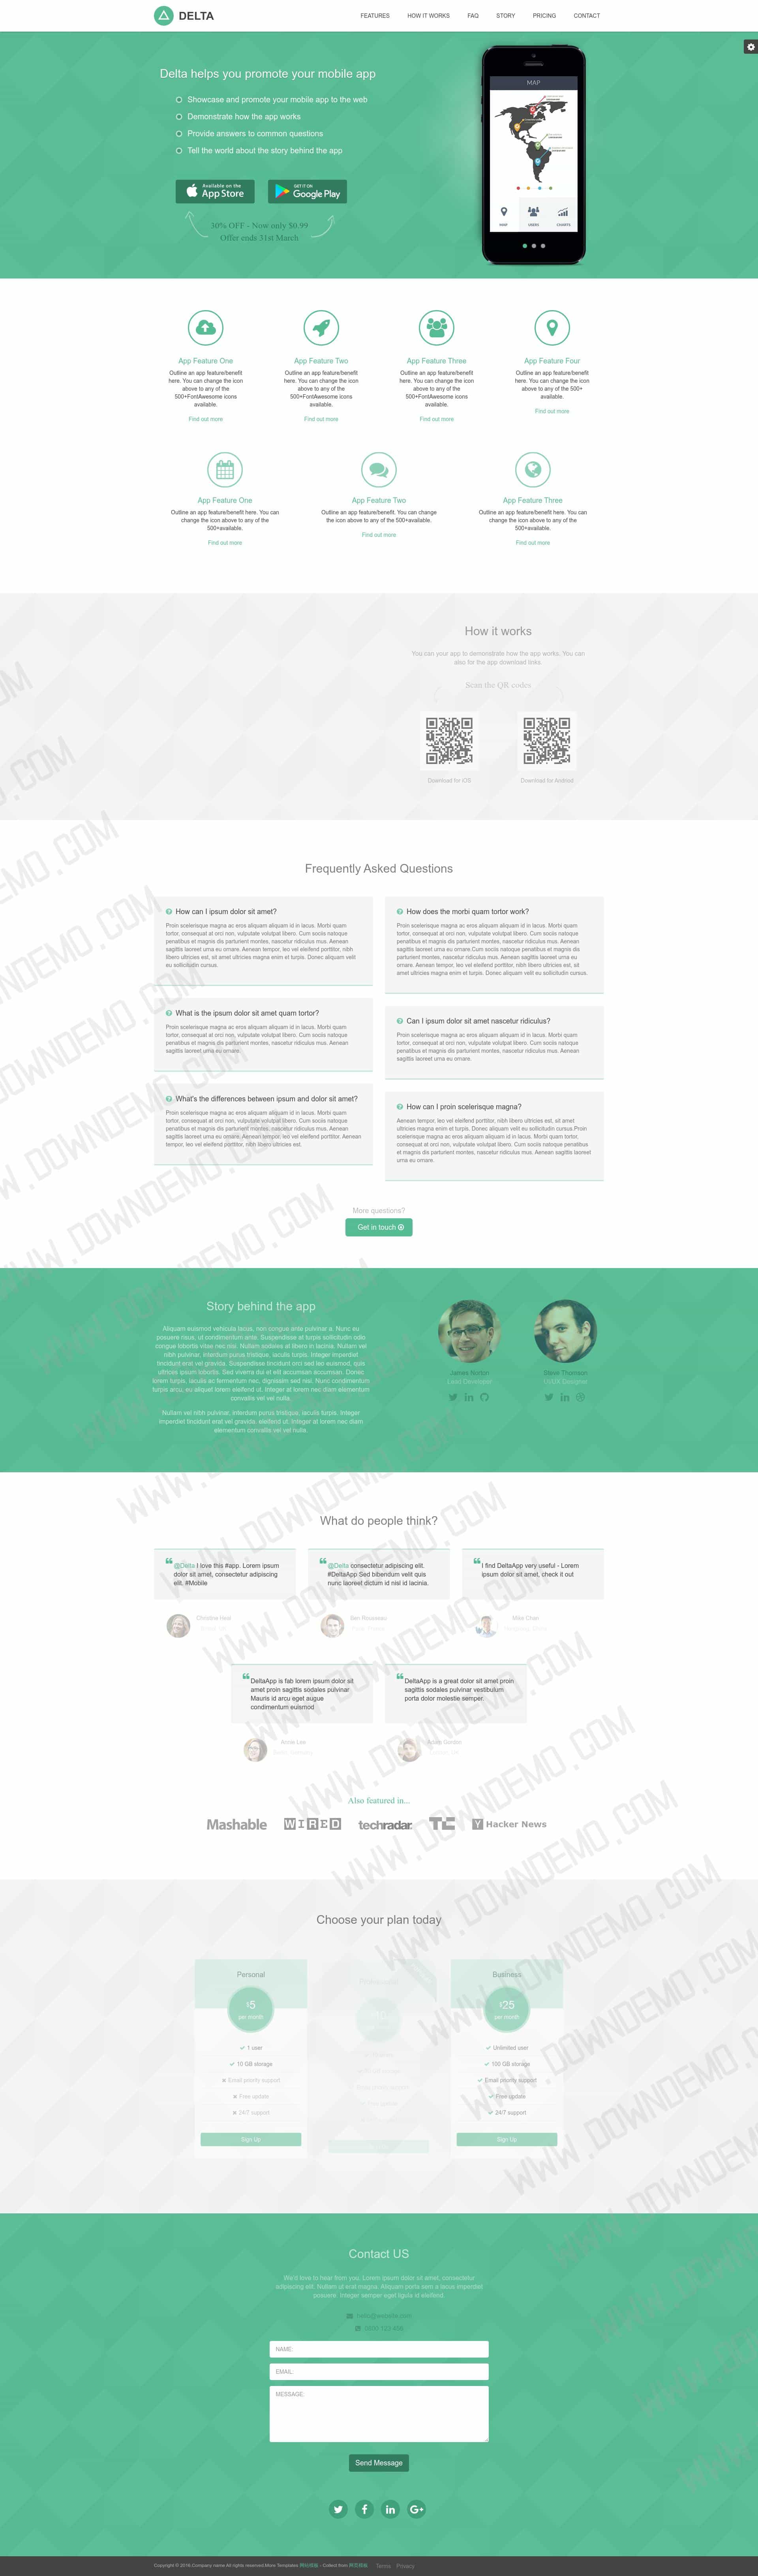 DELTA
FEATURES HOW IT WORKS FAQ STORY PRICING CONTACT
Delta helps you promote your mobile app
Showcase and promote your mobile app to the web
Demonstrate how the app works
Provide answers to common questions
Tell the world about the story behind the app
Available on the
App Store
GET IT ON
Google Play
30% OFF - Now only $0.99
Offer ends 31st March
MAP
MAP USERS CHARTS
App Feature One
Outline an app feature/benefit
here. You can change the icon
above to any of the
500+FontAwesome icons
available.
Find out more
App Feature Two
Outline an app feature/benefit
here. You can change the icon
above to any of the
500+FontAwesome icons
available.
Find out more
App Feature Three
Outline an app feature/benefit
here. You can change the icon
above to any of the
500+FontAwesome icons
available.
Find out more
App Feature Four
Outline an app feature/benefit
here. You can change the icon
above to any of the 500+
available.
Find out more
App Feature One
Outline an app feature/benefit here. You can
change the icon above to any of the
500+available.
Find out more
App Feature Two
Outline an app feature/benefit. You can change
the icon above to any of the 500+available.
Find out more
App Feature Three
Outline an app feature/benefit here. You can
change the icon above to any of the
500+available.
Find out more
How it works
You can your app to demonstrate how the app works. You can
also for the app download links.
Scan the QR codes
Download for iOS
Download for Android
Frequently Asked Questions
How can I ipsum dolor sit amet?
Proin scelerisque magna ac eros aliquam aliquam id in lacus. Morbi quam
tortor, consequat at orci non, vulputate volutpat libero. Cum sociis natoque
penatibus et magnis dis parturient montes, nascetur ridiculus mus. Aenean
sagittis laoreet urna eu ornare. Aenean tempor, leo vel eleifend porttitor, nibh
libero ultricies est, sit amet ultricies magna enim et turpis. Donec aliquam velit
eu sollicitudin cursus.
What is the ipsum dolor sit amet quam tortor?
Proin scelerisque magna ac eros aliquam aliquam id in lacus. Morbi quam
tortor, consequat at orci non, vulputate volutpat libero. Cum sociis natoque
penatibus et magnis dis parturient montes, nascetur ridiculus mus. Aenean
sagittis laoreet urna eu ornare.
What's the differences between ipsum and dolor sit amet?
Proin scelerisque magna ac eros aliquam aliquam id in lacus. Morbi quam
tortor, consequat at orci non, vulputate volutpat libero. Cum sociis natoque
penatibus et magnis dis parturient montes, nascetur ridiculus mus. Aenean
sagittis laoreet urna eu ornare. Aenean tempor, leo vel eleifend porttitor. Aenean
tempor, leo vel eleifend porttitor, nibh libero ultricies est.
How does the morbi quam tortor work?
Proin scelerisque magna ac eros aliquam aliquam id in lacus. Morbi quam
tortor, consequat at orci non, vulputate volutpat libero. Cum sociis natoque
penatibus et magnis dis parturient montes, nascetur ridiculus mus. Aenean
sagittis laoreet urna eu ornare.Cum sociis natoque penatibus et magnis dis
parturient montes, nascetur ridiculus mus. Aenean sagittis laoreet urna eu
ornare. Aenean tempor, leo vel eleifend porttitor, nibh libero ultricies est, sit
amet ultricies magna enim et turpis. Donec aliquam velit eu sollicitudin cursus.
Can I ipsum dolor sit amet nascetur ridiculus?
Proin scelerisque magna ac eros aliquam aliquam id in lacus. Morbi quam
tortor, consequat at orci non, vulputate volutpat libero. Cum sociis natoque
penatibus et magnis dis parturient montes, nascetur ridiculus mus. Aenean
sagittis laoreet urna eu ornare.
How can I proin scelerisque magna?
Aenean tempor, leo vel eleifend porttitor, nibh libero ultricies est, sit amet
ultricies magna enim et turpis. Donec aliquam velit eu sollicitudin cursus.Proin
scelerisque magna ac eros aliquam aliquam id in lacus. Morbi quam tortor,
consequat at orci non, vulputate volutpat libero. Cum sociis natoque penatibus
et magnis dis parturient montes, nascetur ridiculus mus. Aenean sagittis laoreet
urna eu ornare.
More questions?
Get in touch
Story behind the app
Aliquam euismod vehicula lacus, non congue ante pulvinar a. Nunc eu
posuere risus, ut condimentum ante. Suspendisse at turpis sollicitudin odio
congue lobortis vitae nec nisi. Nullam sodales at libero in lacinia. Nullam vel
nibh pulvinar, interdum purus tristique, iaculis turpis. Integer imperdiet
tincidunt erat vel gravida. Suspendisse tincidunt orci sed leo euismod, quis
ultrices ipsum lobortis. Sed viverra dui et elit accumsan accumsan. Donec
lorem turpis, iaculis ac fermentum nec, dignissim sed nisi. Nunc condimentum
turpis arcu, eu aliquet lorem eleifend ut. Integer at lorem nec diam elementum
convallis vel vel nulla.
Nullam vel nibh pulvinar, interdum purus tristique, iaculis turpis. Integer
imperdiet tincidunt erat vel gravida. eleifend ut. Integer at lorem nec diam
elementum convallis vel vel nulla.
James Norton
Lead Developer
Steve Thomson
UI/UX Designer
What do people think?
@Delta I love this #app. Lorem ipsum
dolor sit amet, consectetur adipiscing
elit. #Mobile
Christine Hale
@Delta consectetur adipiscing elit.
#DeltaApp Sed bibendum velit quis
nunc laoreet dictum id nisl id lacinia.
Ben Rousseau
I find DeltaApp very useful - Lorem
ipsum dolor sit amet, check it out
Mike Chan
DeltaApp is fab lorem ipsum dolor sit
amet proin sagittis sodales pulvinar.
Mauris id arcu eget augue
condimentum euismod
Annie Lee
DeltaApp is a great dolor sit amet proin
sagittis sodales pulvinar vestibulum
porta dolor molestie semper.
Adam Gordon
Also featured in...
Mashable WIRED techradar. TC Y Hacker News
Choose your plan today
Personal
$5
per month
1 user
10 GB storage
Email priority support
Free update
24/7 support
Sign Up
Business
$25
per month
Unlimited user
100 GB storage
Email priority support
Free update
24/7 support
Sign Up
Contact US
We'd love to hear from you. Lorem ipsum dolor sit amet, consectetur
adipiscing elit. Nullam ut erat magna. Aliquam porta sem a lacus imperdiet
posuere. Integer semper eget ligula id eleifend.
0800 123 456
NAME:
EMAIL:
MESSAGE:
Send Message
Copyright © 2016.Company name All rights reserved.More Templates 网站模板 - Collect from 网页模板 Terms Privacy
WWW.DOWNDEMO.COM